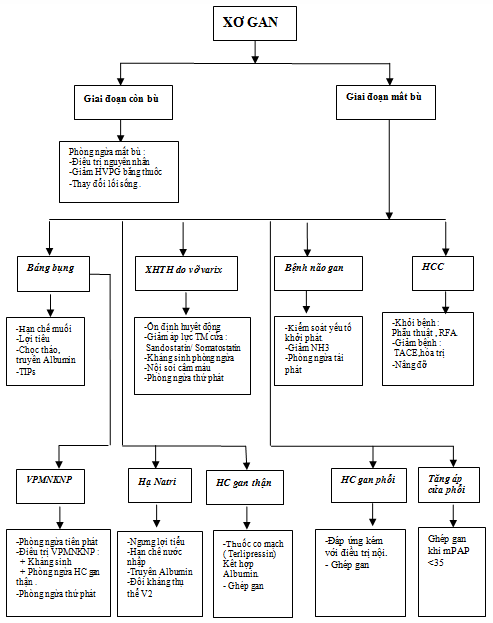 XƠ GAN
Giai đoạn còn bù
Giai đoạn mất bù
Phòng ngừa mất bù :
-Điều trị nguyên nhân
-Giảm HVPG bằng thuốc
-Thay đổi lối sống .
Báng bụng
XHTH do vỡ varix
Bệnh não gan
HCC
-Hạn chế muối
-Lợi tiểu
-Chọc tháo,
truyền Albumin
-TIPs
-Ổn định huyết động
-Giảm áp lực TM cửa :
Sandostatin/ Somatostatin
-Kháng sinh phòng ngừa
-Nội soi cầm máu
-Phòng ngừa thứ phát
-Kiểm soát yếu tố
khởi phát.
-Giảm NH3
-Phòng ngừa tái
phát
-Khỏi bệnh :
Phẫu thuật , RFA.
-Giảm bệnh :
TACE,hóa trị
-Nâng đỡ
VPMNKNP
Hạ Natri
HC gan thận
HC gan phổi
Tăng áp
cửa phổi
-Phòng ngừa tiên phát
-Điều trị VPMNKNP :
+ Kháng sinh
+ Phòng ngừa HC gan
thận .
-Phòng ngừa thứ phát
-Ngưng lợi tiểu
-Hạn chế nước
nhập
-Truyền Albumin
-Đối kháng thụ
thể V2
-Thuốc co mạch
( Terlipressin)
Kết hợp
Albumin.
- Ghép gan
-Đáp ứng kém
với điều trị nội.
- Ghép gan
Ghép gan
khi mPAP
<35